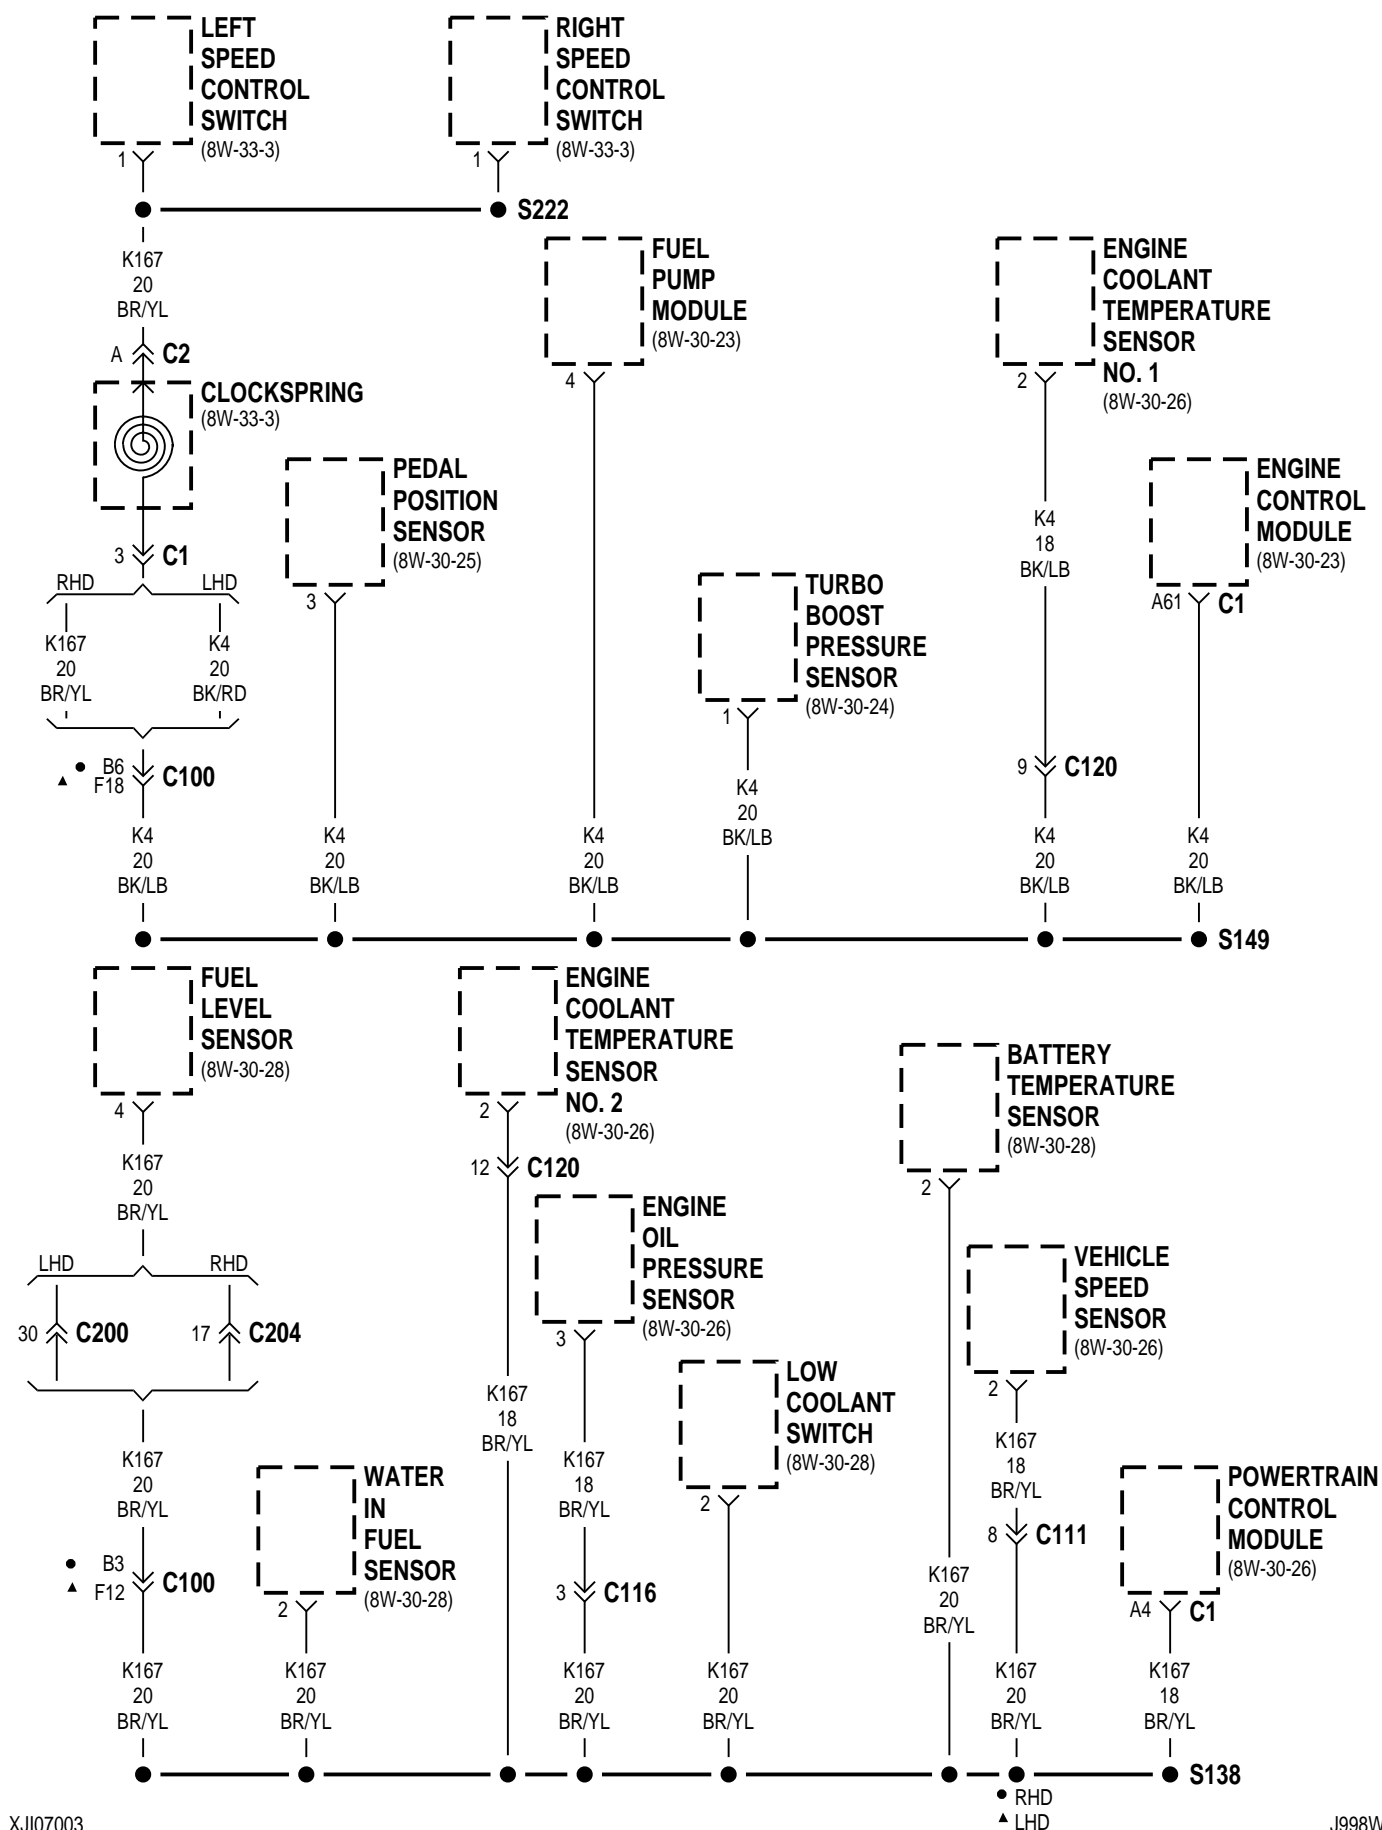 LEFT
SPEED
CONTROL
SWITCH
(8W-33-3)
1
RIGHT
SPEED
CONTROL
SWITCH
(8W-33-3)
1
S222
K167
20
BR/YL
A
C2
CLOCKSPRING
(8W-33-3)
3
C1
RHD
LHD
K167
20
BR/YL
K4
20
BK/RD
B6
F18
C100
K4
20
BK/LB
PEDAL
POSITION
SENSOR
(8W-30-25)
3
K4
20
BK/LB
FUEL
PUMP
MODULE
(8W-30-23)
4
K4
20
BK/LB
TURBO
BOOST
PRESSURE
SENSOR
(8W-30-24)
1
K4
20
BK/LB
ENGINE
COOLANT
TEMPERATURE
SENSOR
NO. 1
(8W-30-26)
2
K4
18
BK/LB
9
C120
K4
20
BK/LB
ENGINE
CONTROL
MODULE
(8W-30-23)
A61
C1
K4
20
BK/LB
S149
FUEL
LEVEL
SENSOR
(8W-30-28)
4
K167
20
BR/YL
LHD
RHD
30
C200
17
C204
K167
20
BR/YL
B3
F12
C100
K167
20
BR/YL
WATER
IN
FUEL
SENSOR
(8W-30-28)
2
K167
20
BR/YL
ENGINE
COOLANT
TEMPERATURE
SENSOR
NO. 2
(8W-30-26)
2
12
C120
K167
18
BR/YL
ENGINE
OIL
PRESSURE
SENSOR
(8W-30-26)
3
K167
18
BR/YL
3
C116
K167
20
BR/YL
LOW
COOLANT
SWITCH
(8W-30-28)
2
K167
20
BR/YL
BATTERY
TEMPERATURE
SENSOR
(8W-30-28)
2
K167
20
BR/YL
VEHICLE
SPEED
SENSOR
(8W-30-26)
2
K167
18
BR/YL
8
C111
K167
20
BR/YL
POWERTRAIN
CONTROL
MODULE
(8W-30-26)
A4
C1
K167
18
BR/YL
S138
● RHD
▲ LHD
XJI07003
J998W